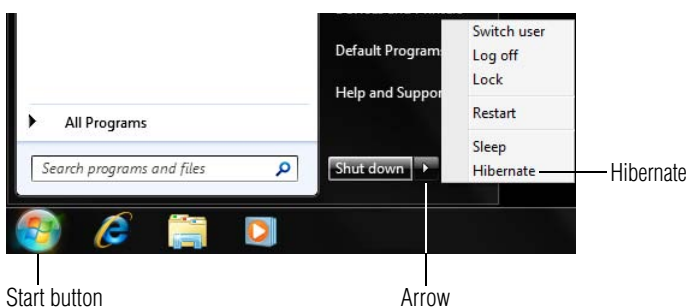 Default Program
Help and Suppor
All Programs
Search programs and files
Shut down
Switch user
Log off
Lock
Restart
Sleep
Hibernate
Hibernate
Start button
Arrow